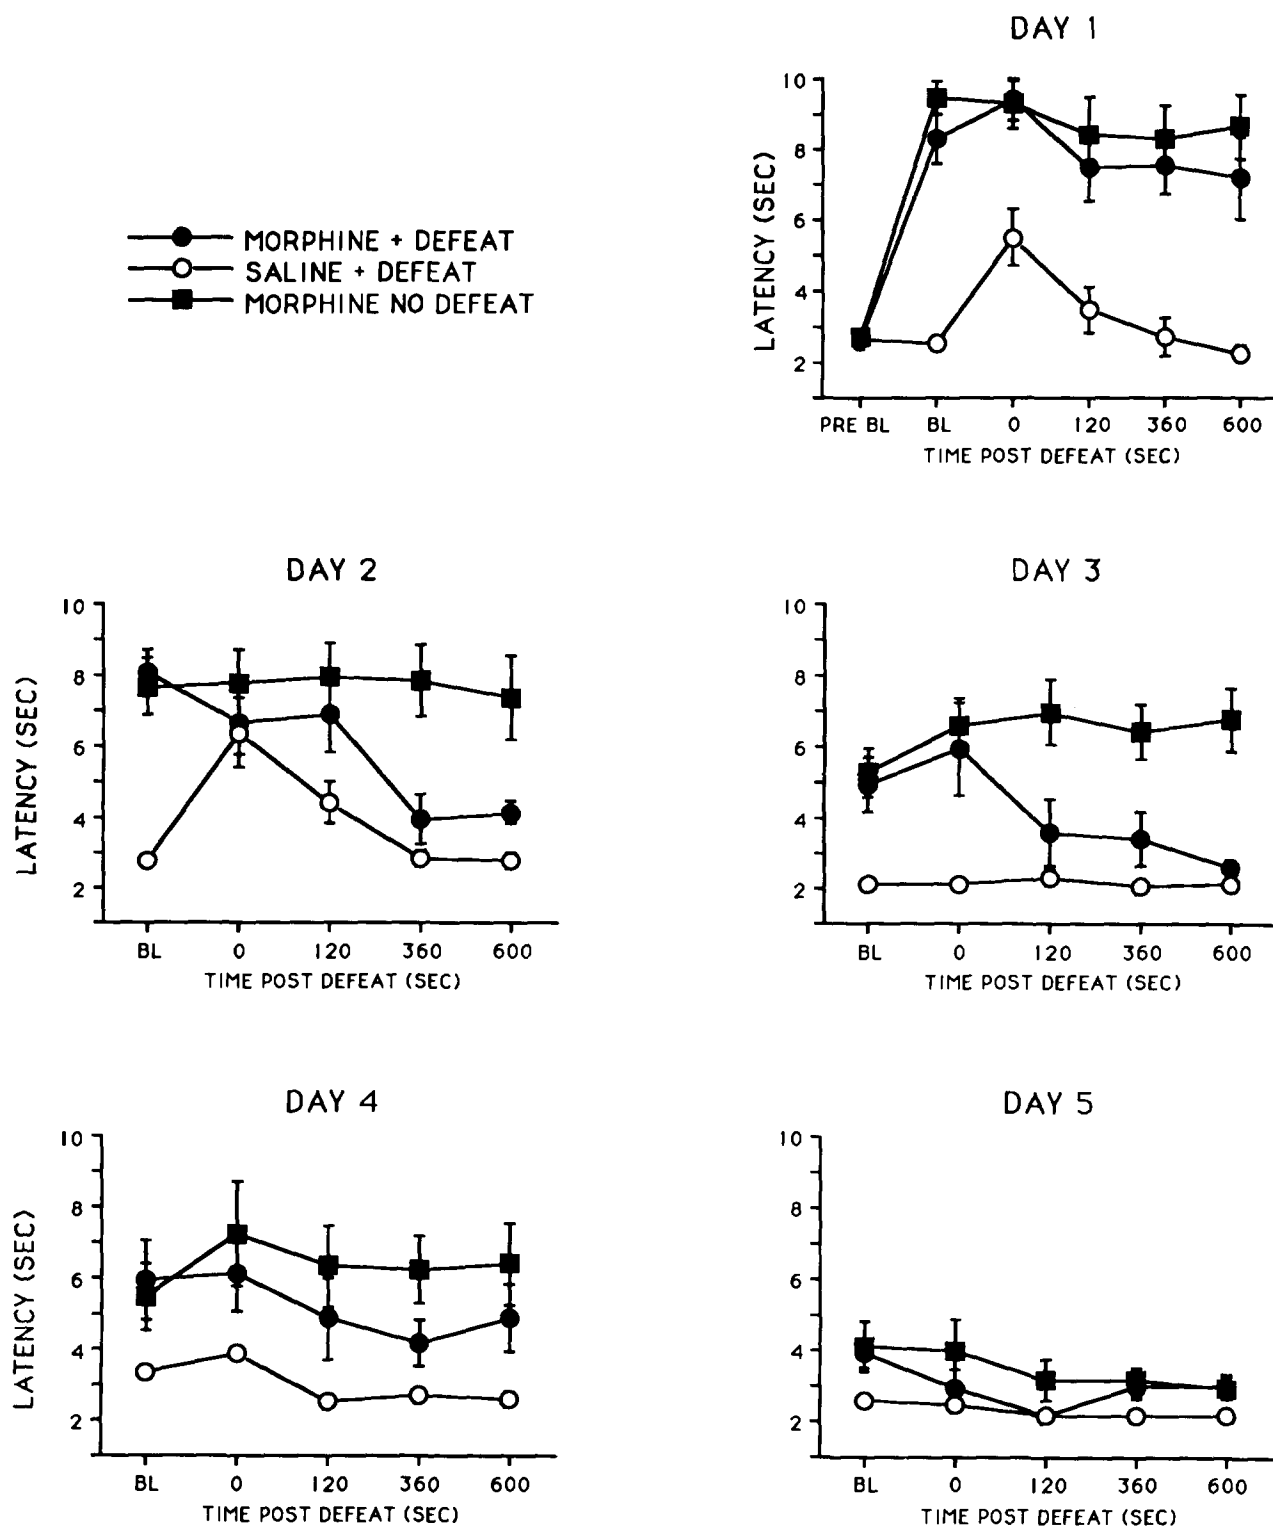 DAY 1
10
8
6
4
2
LATENCY (SEC)
PRE BL BL 0 120 360 600
TIME POST DEFEAT (SEC)
MORPHINE + DEFEAT
SALINE + DEFEAT
MORPHINE NO DEFEAT
DAY 2
10
8
6
4
2
LATENCY (SEC)
BL 0 120 360 600
TIME POST DEFEAT (SEC)
DAY 3
10
8
6
4
2
BL 0 120 360 600
TIME POST DEFEAT (SEC)
DAY 4
10
8
6
4
2
LATENCY (SEC)
BL 0 120 360 600
TIME POST DEFEAT (SEC)
DAY 5
10
8
6
4
2
BL 0 120 360 600
TIME POST DEFEAT (SEC)